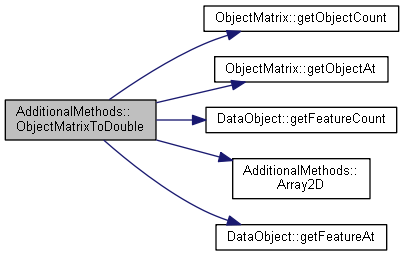 ObjectMatrix::getObjectCount
ObjectMatrix::getObjectAt
AdditionalMethods::
ObjectMatrixToDouble
DataObject::getFeatureCount
AdditionalMethods::
Array2D
DataObject::getFeatureAt